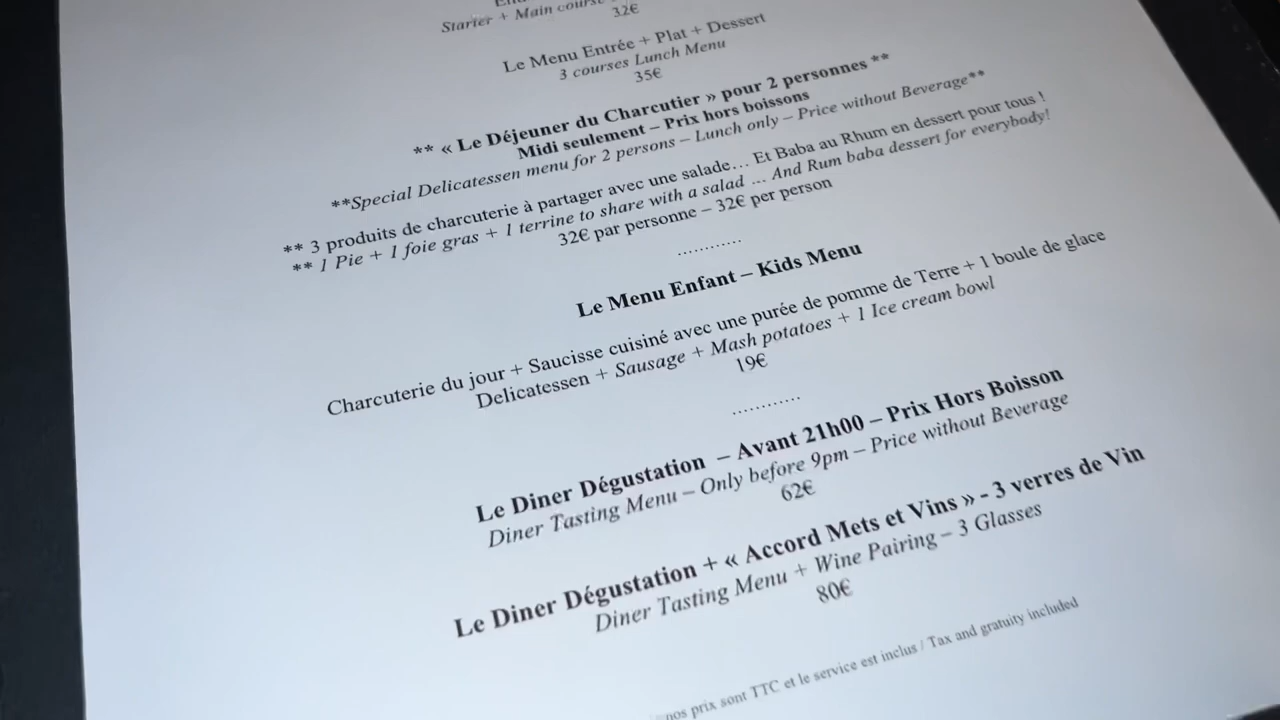 Starter + Main course
32€
Le Menu Entrée + Plat + Dessert
3 courses Lunch Menu
35€
** « Le Déjeuner du Charcutier » pour 2 personnes **
Midi seulement – Prix hors boissons
**Special Delicatessen menu for 2 persons – Lunch only – Price without Beverage**
** 3 produits de charcuterie à partager avec une salade… Et Baba au Rhum en dessert pour tous !
** 1 Pie + 1 foie gras + 1 terrine to share with a salad ... And Rum baba dessert for everybody!
32€ par personne – 32€ per person
............
Le Menu Enfant – Kids Menu
Charcuterie du jour + Saucisse cuisiné avec une purée de pomme de Terre + 1 boule de glace
Delicatessen + Sausage + Mash potatoes + 1 Ice cream bowl
19€
............
Le Diner Dégustation – Avant 21h00 – Prix Hors Boisson
Diner Tasting Menu – Only before 9pm – Price without Beverage
62€
Le Diner Dégustation + « Accord Mets et Vins » - 3 verres de Vin
Diner Tasting Menu + Wine Pairing – 3 Glasses
80€
nos prix sont TTC et le service est inclus / Tax and gratuity included